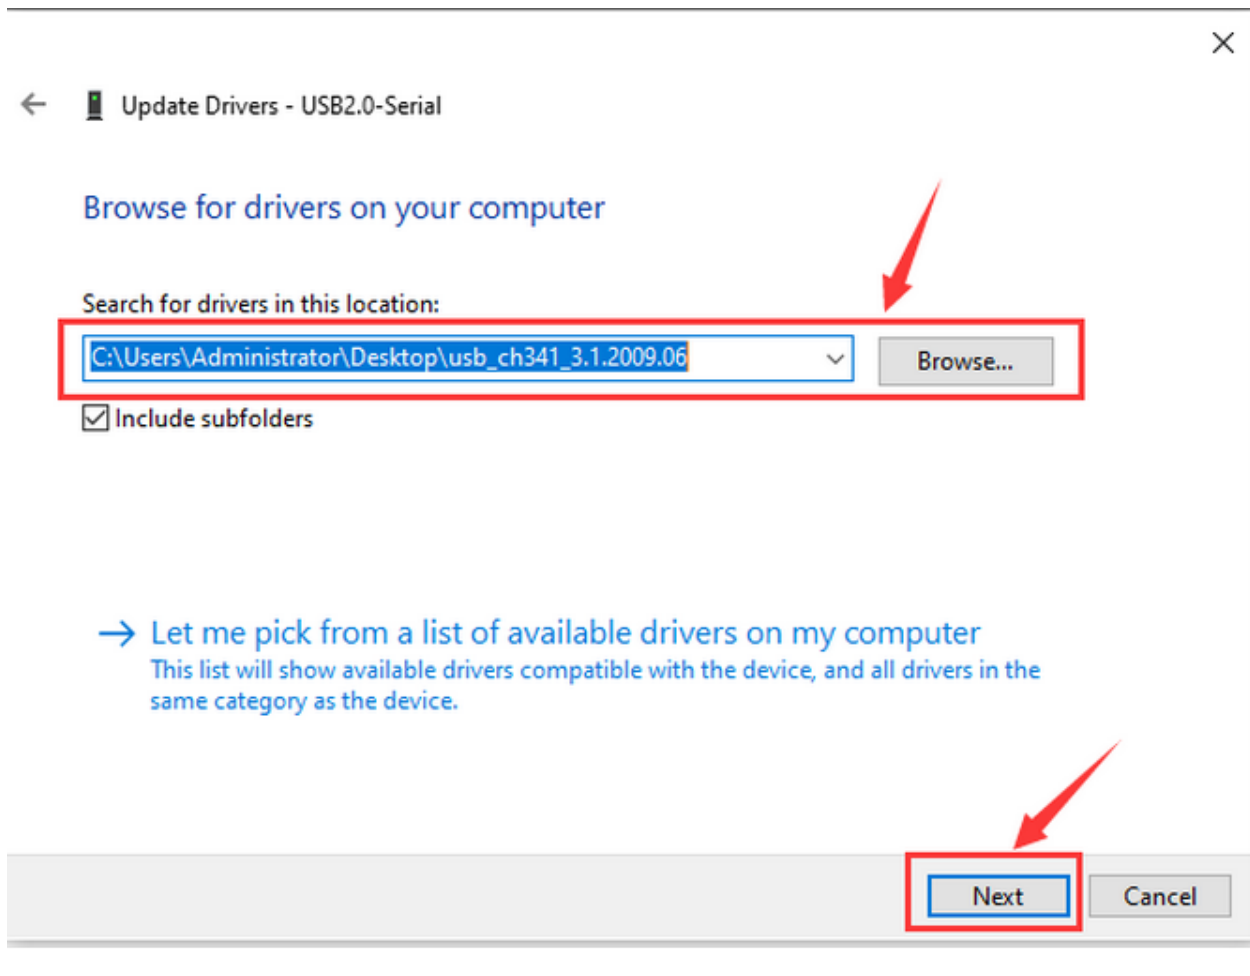 Update Drivers - USB2.0-Serial
Browse for drivers on your computer
Search for drivers in this location:
C:\Users\Administrator\Desktop\usb_ch341_3.1.2009.06
Browse...
Include subfolders
Let me pick from a list of available drivers on my computer
This list will show available drivers compatible with the device, and all drivers in the
same category as the device.
Next
Cancel